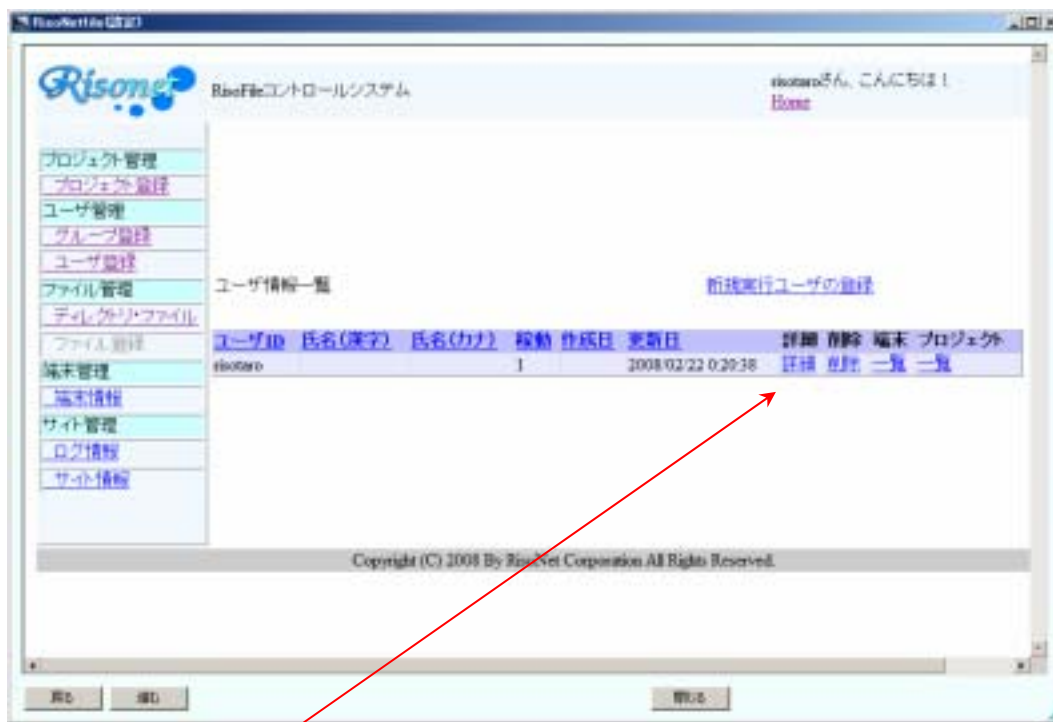 RisoNetFile(設定)
Risonet
RisoFileコントロールシステム
risotaroさん、こんにちは！
Home
プロジェクト管理
プロジェクト登録
ユーザ管理
グループ登録
ユーザ登録
ファイル管理
ディレクトリ・ファイル
ファイル登録
端末管理
端末情報
サイト管理
ログ情報
サイト情報
ユーザ情報一覧
新規実行ユーザの登録
ユーザID 氏名(漢字) 氏名(カナ) 稼動 作成日 更新日 詳細 削除 端末 プロジェクト
risotaro 1 2008/02/22 0:20:38 詳細 削除 一覧 一覧
Copyright (C) 2008 By RisoNet Corporation All Rights Reserved.
戻る 進む 閉じる